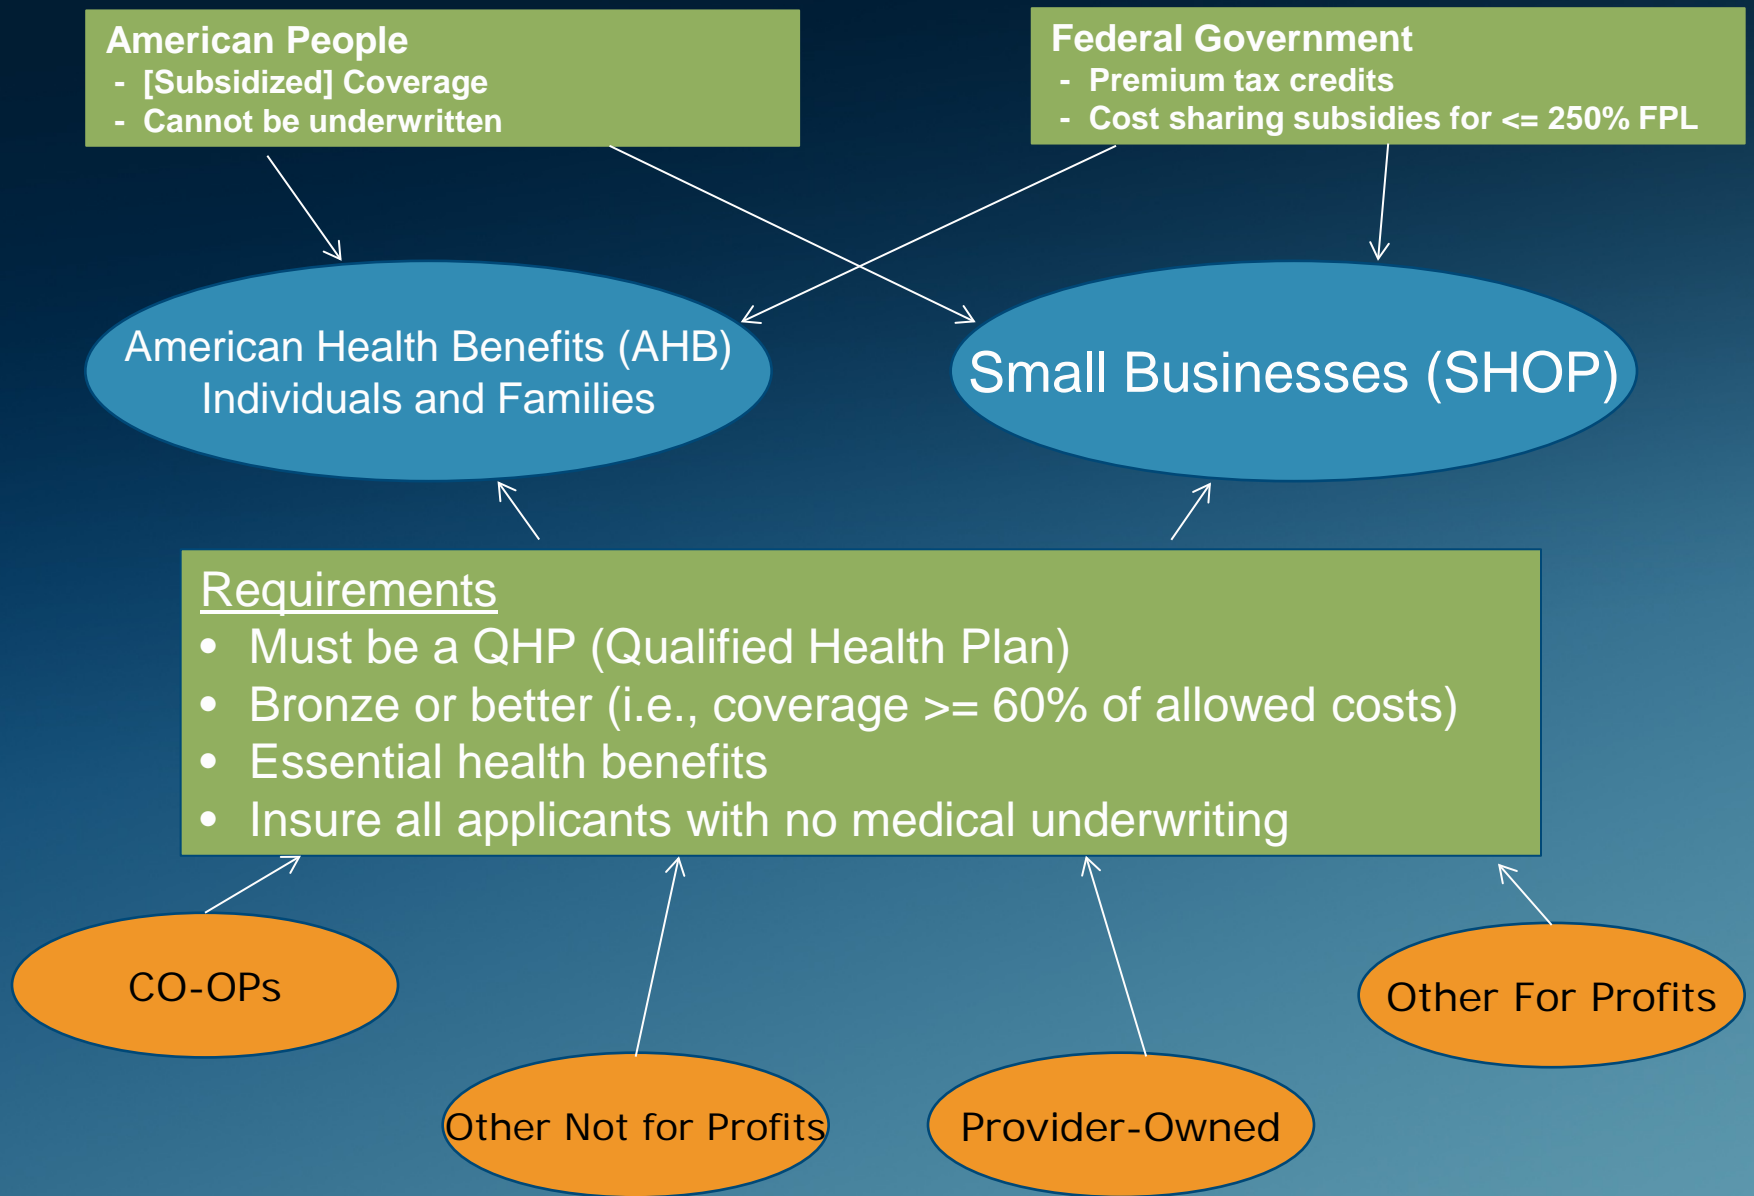 American People
- [Subsidized] Coverage
- Cannot be underwritten
Federal Government
- Premium tax credits
- Cost sharing subsidies for <= 250% FPL
American Health Benefits (AHB)
Individuals and Families
Small Businesses (SHOP)
Requirements
• Must be a QHP (Qualified Health Plan)
• Bronze or better (i.e., coverage >= 60% of allowed costs)
• Essential health benefits
• Insure all applicants with no medical underwriting
CO-OPs
Other For Profits
Other Not for Profits
Provider-Owned